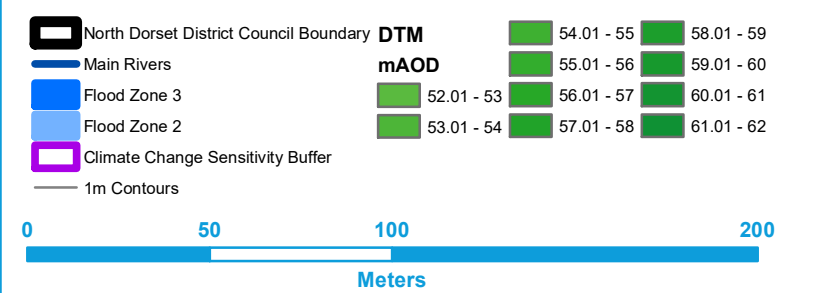 North Dorset District Council Boundary
Main Rivers
Flood Zone 3
Flood Zone 2
Climate Change Sensitivity Buffer
1m Contours
DTM
mAOD
52.01 - 53
53.01 - 54
54.01 - 55
55.01 - 56
56.01 - 57
57.01 - 58
58.01 - 59
59.01 - 60
60.01 - 61
61.01 - 62
0 50 100 200
Meters